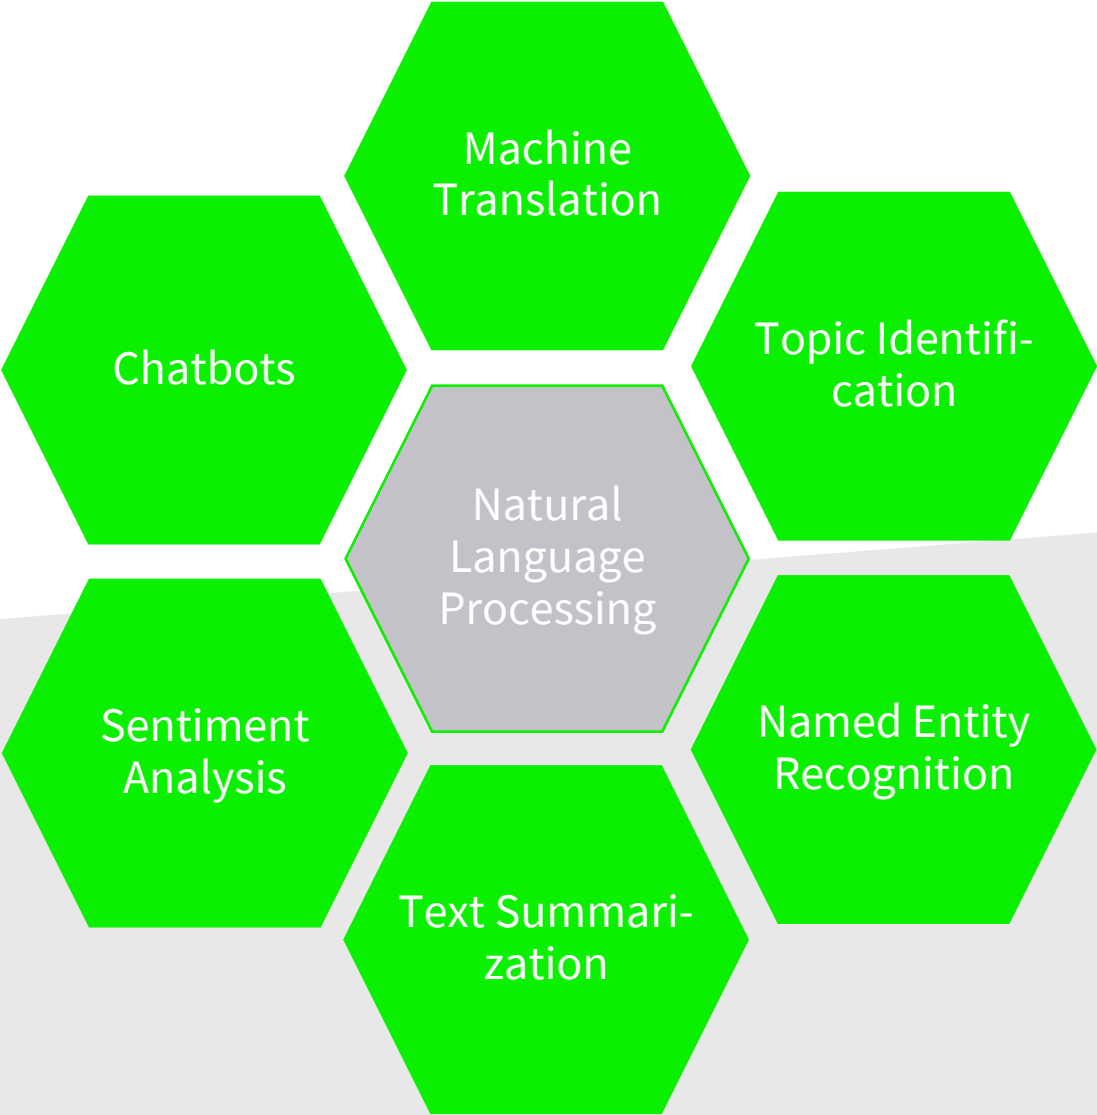 Machine
Translation
Chatbots
Topic Identifi-
cation
Natural
Language
Processing
Sentiment
Analysis
Named Entity
Recognition
Text Summari-
zation